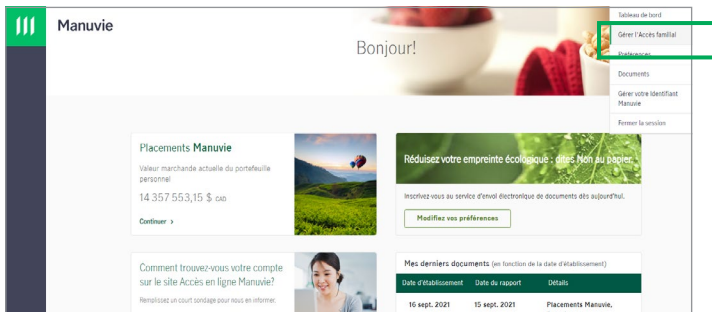 Manuvie
Bonjour!
Tableau de bord
Gérer l'Accès familial
Préférences
Documents
Gérer votre Identifiant
Manuvie
Fermer la session
Placements Manuvie
Valeur marchande actuelle du portefeuille
personnel
14 357 553,15 $ CAD
Continuer >
Réduisez votre empreinte écologique : dites Non au papier.
Inscrivez-vous au service d'envoi électronique de documents dès aujourd'hui.
Modifiez vos préférences
Comment trouvez-vous votre compte
sur le site Accès en ligne Manuvie?
Remplissez un court sondage pour nous en informer.
Mes derniers documents (en fonction de la date d'établissement)
Date d'établissement Date du rapport Détails
16 sept. 2021 15 sept. 2021 Placements Manuvie,